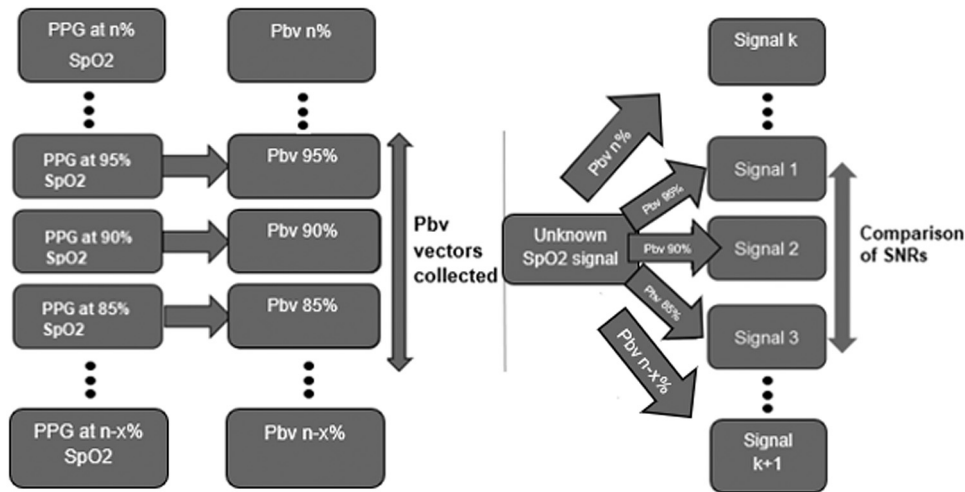 PPG at n%
SpO2
Pbv n%
PPG at 95%
SpO2
Pbv 95%
PPG at 90%
SpO2
Pbv 90%
PPG at 85%
SpO2
Pbv 85%
PPG at n-x%
SpO2
Pbv n-x%
Pbv
vectors
collected
Unknown
SpO2 signal
Pbv n%
Pbv 95%
Pbv 90%
Pbv 85%
Pbv n-x%
Signal k
Signal 1
Signal 2
Signal 3
Signal
k+1
Comparison
of SNRs